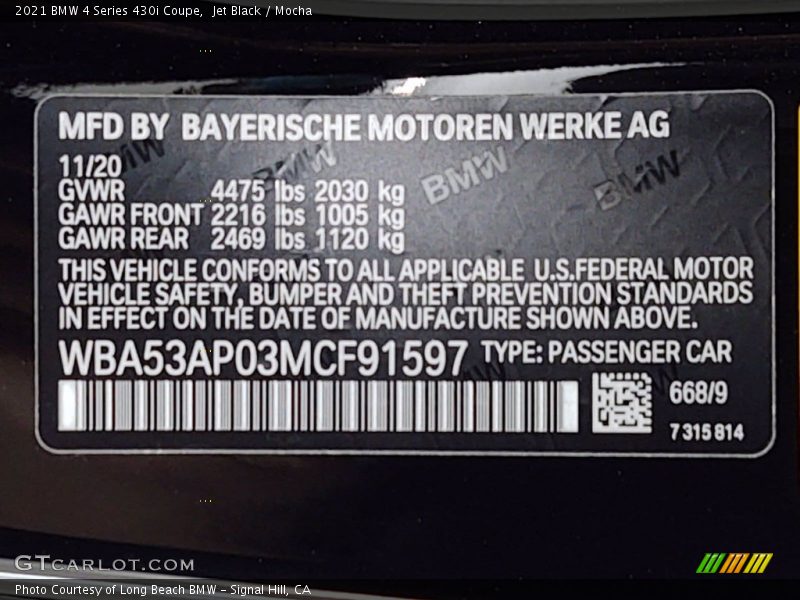 2021 BMW 4 Series 430i Coupe, Jet Black / Mocha
MFD BY BAYERISCHE MOTOREN WERKE AG
11/20
GVWR 4475 lbs 2030 kg
GAWR FRONT 2216 lbs 1005 kg
GAWR REAR 2469 lbs 1120 kg
THIS VEHICLE CONFORMS TO ALL APPLICABLE U.S.FEDERAL MOTOR
VEHICLE SAFETY, BUMPER AND THEFT PREVENTION STANDARDS
IN EFFECT ON THE DATE OF MANUFACTURE SHOWN ABOVE.
WBA53AP03MCF91597 TYPE: PASSENGER CAR
668/9
7 315 814
BMW
BMW
BMW
BMW
GTCARLOT.COM
Photo Courtesy of Long Beach BMW - Signal Hill, CA